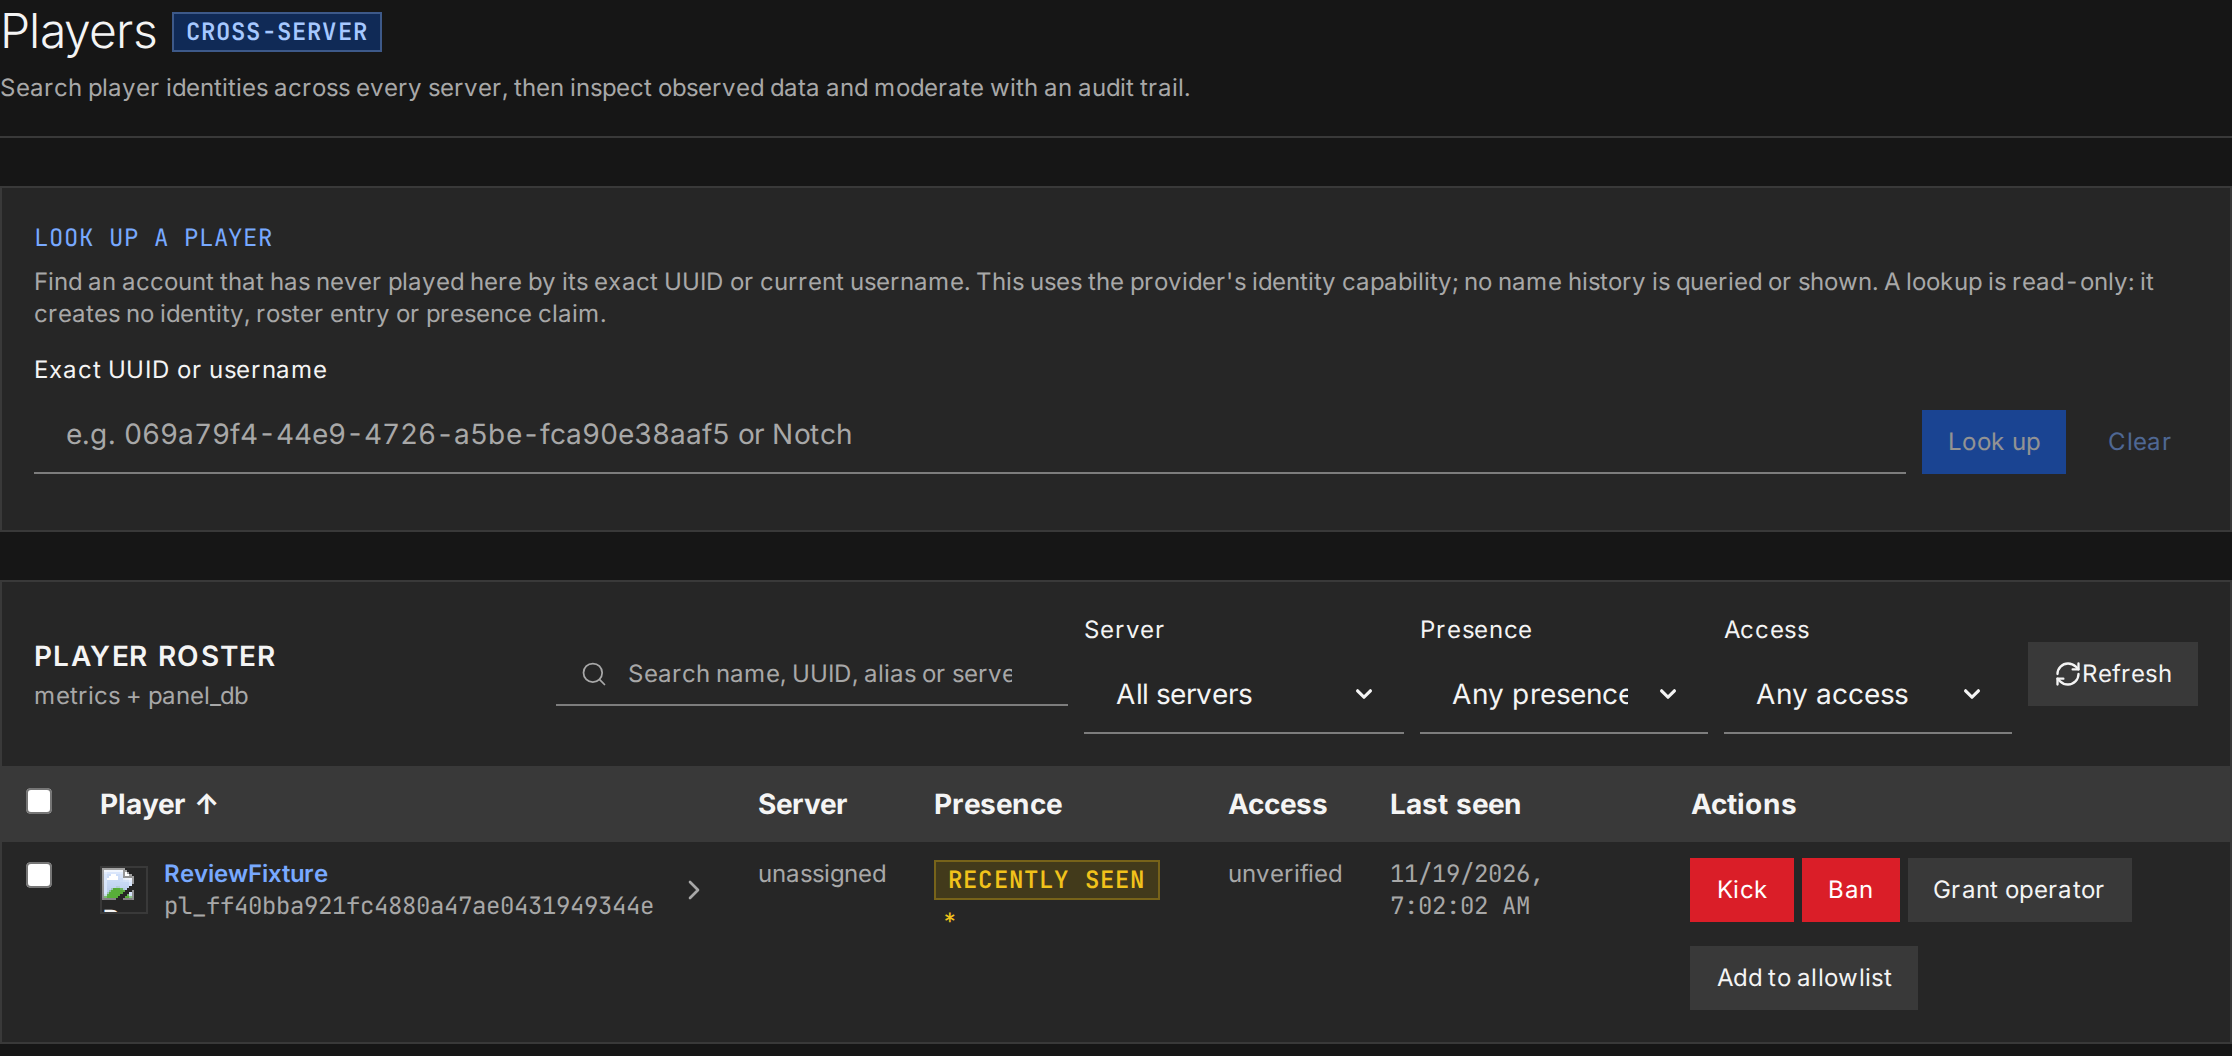 Players CROSS-SERVER
Search player identities across every server, then inspect observed data and moderate with an audit trail.
LOOK UP A PLAYER
Find an account that has never played here by its exact UUID or current username. This uses the provider's identity capability; no name history is queried or shown. A lookup is read-only: it
creates no identity, roster entry or presence claim.
Exact UUID or username
e.g. 069a79f4-44e9-4726-a5be-fca90e38aaf5 or Notch
Look up
Clear
PLAYER ROSTER
metrics + panel_db
Search name, UUID, alias or serve
Server
All servers
Presence
Any presence
Access
Any access
Refresh
Player ↑ Server Presence Access Last seen Actions
ReviewFixture
pl_ff40bba921fc4880a47ae0431949344e
unassigned
RECENTLY SEEN
*
unverified
11/19/2026,
7:02:02 AM
Kick
Ban
Grant operator
Add to allowlist